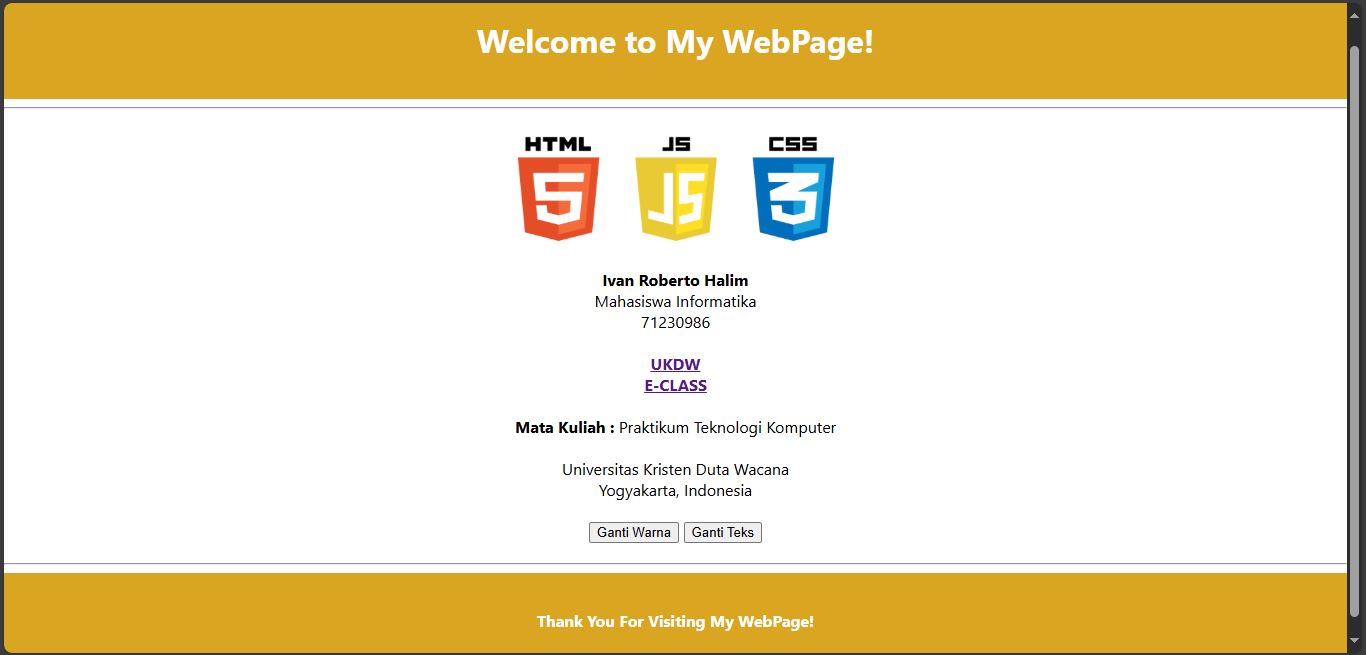 Welcome to My WebPage!
HTML JS CSS
5 JS 3
Ivan Roberto Halim
Mahasiswa Informatika
71230986
UKDW
E-CLASS
Mata Kuliah : Praktikum Teknologi Komputer
Universitas Kristen Duta Wacana
Yogyakarta, Indonesia
Ganti Warna Ganti Teks
Thank You For Visiting My WebPage!